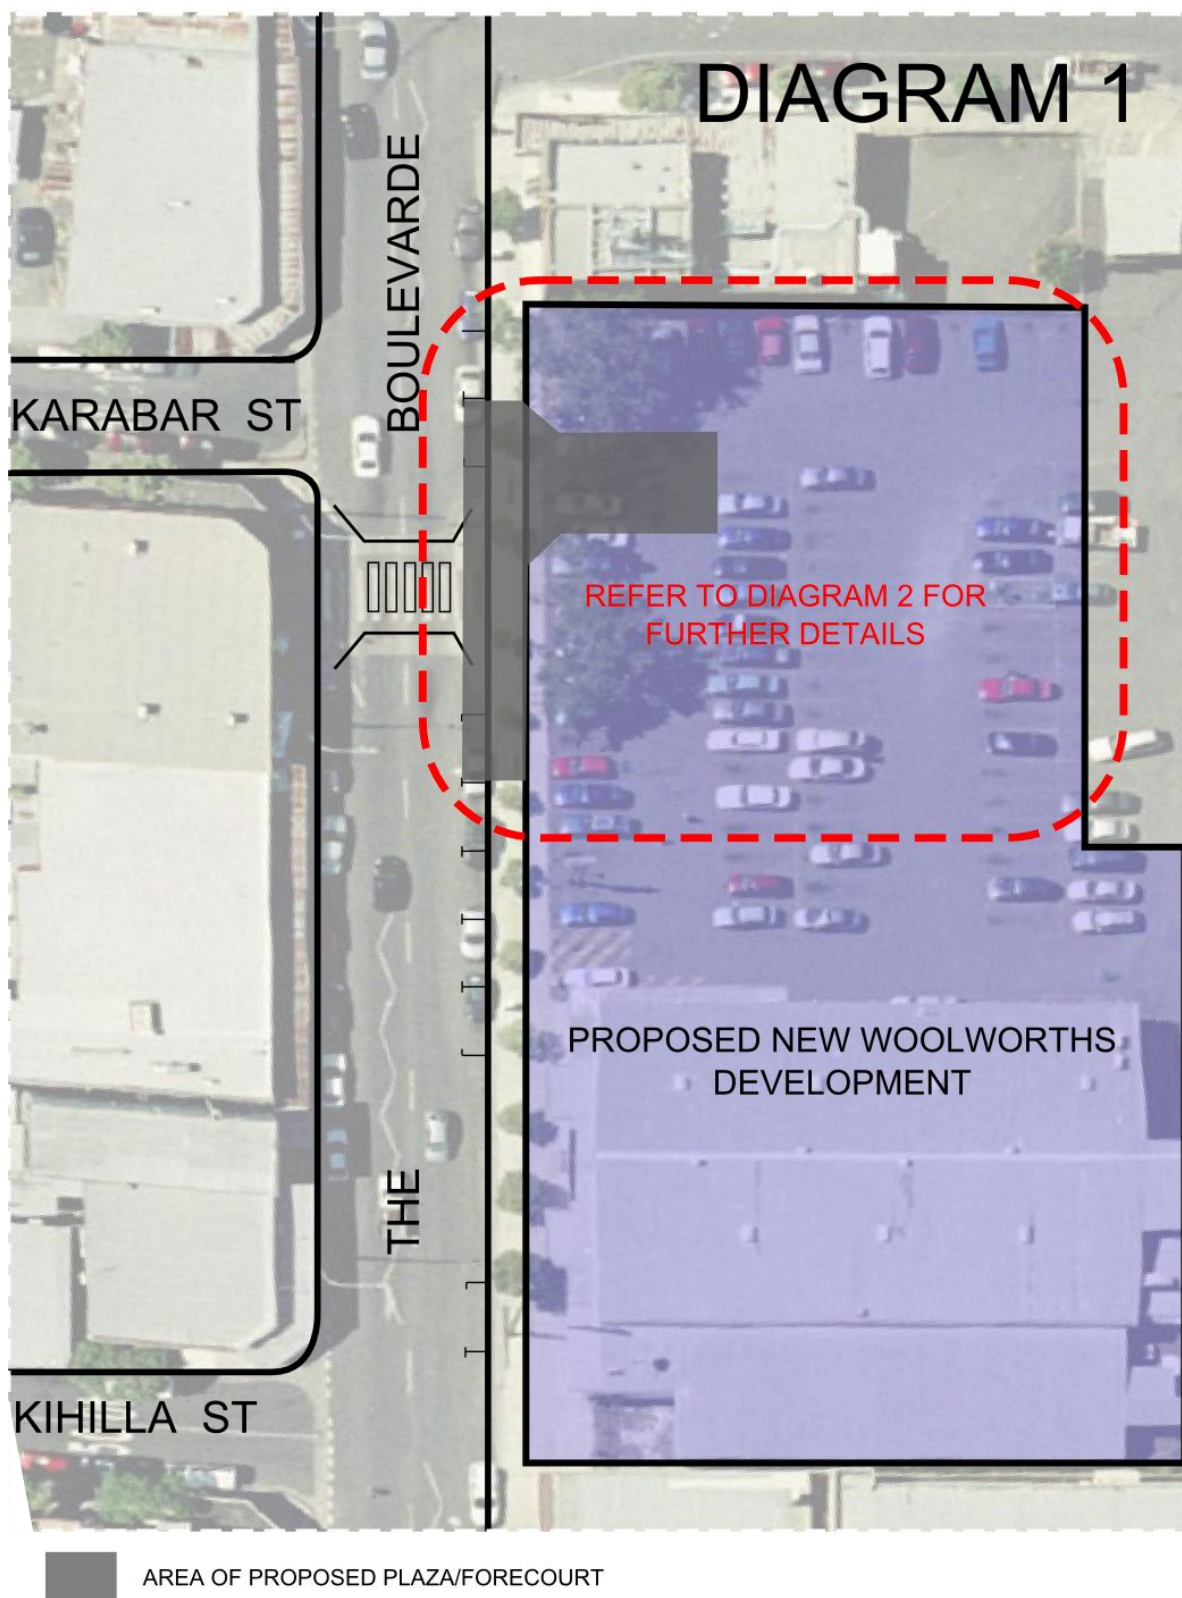 DIAGRAM 1
BOULEVARDE
KARABAR ST
REFER TO DIAGRAM 2 FOR
FURTHER DETAILS
PROPOSED NEW WOOLWORTHS
DEVELOPMENT
THE
KIHILLA ST
AREA OF PROPOSED PLAZA/FORECOURT